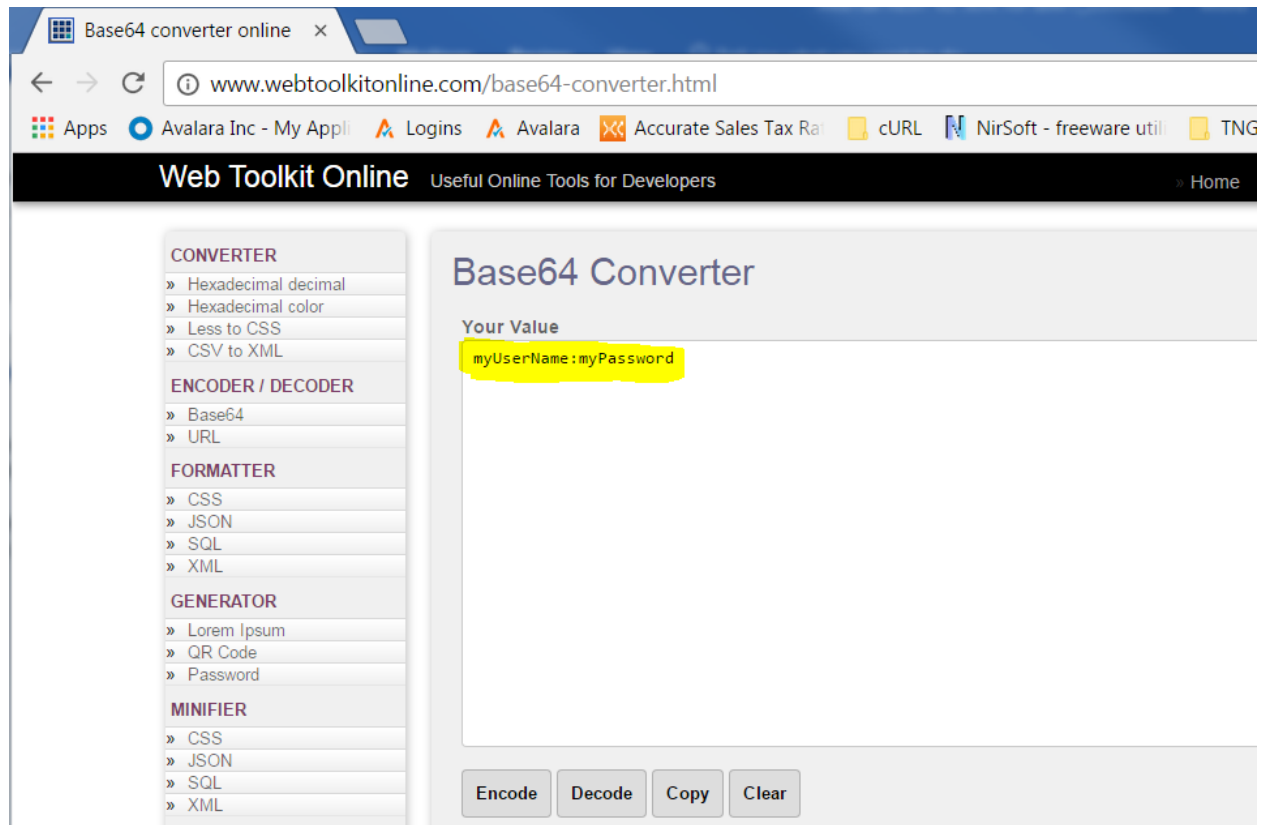 Base64 converter online ×
www.webtoolkitonline.com/base64-converter.html
Apps Avalara Inc - My Appli Logins Avalara Accurate Sales Tax Ra cURL NirSoft - freeware util TNG
Web Toolkit Online Useful Online Tools for Developers » Home
CONVERTER
» Hexadecimal decimal
» Hexadecimal color
» Less to CSS
» CSV to XML
ENCODER / DECODER
» Base64
» URL
FORMATTER
» CSS
» JSON
» SQL
» XML
GENERATOR
» Lorem Ipsum
» QR Code
» Password
MINIFIER
» CSS
» JSON
» SQL
» XML
Base64 Converter
Your Value
myUserName:myPassword
Encode Decode Copy Clear